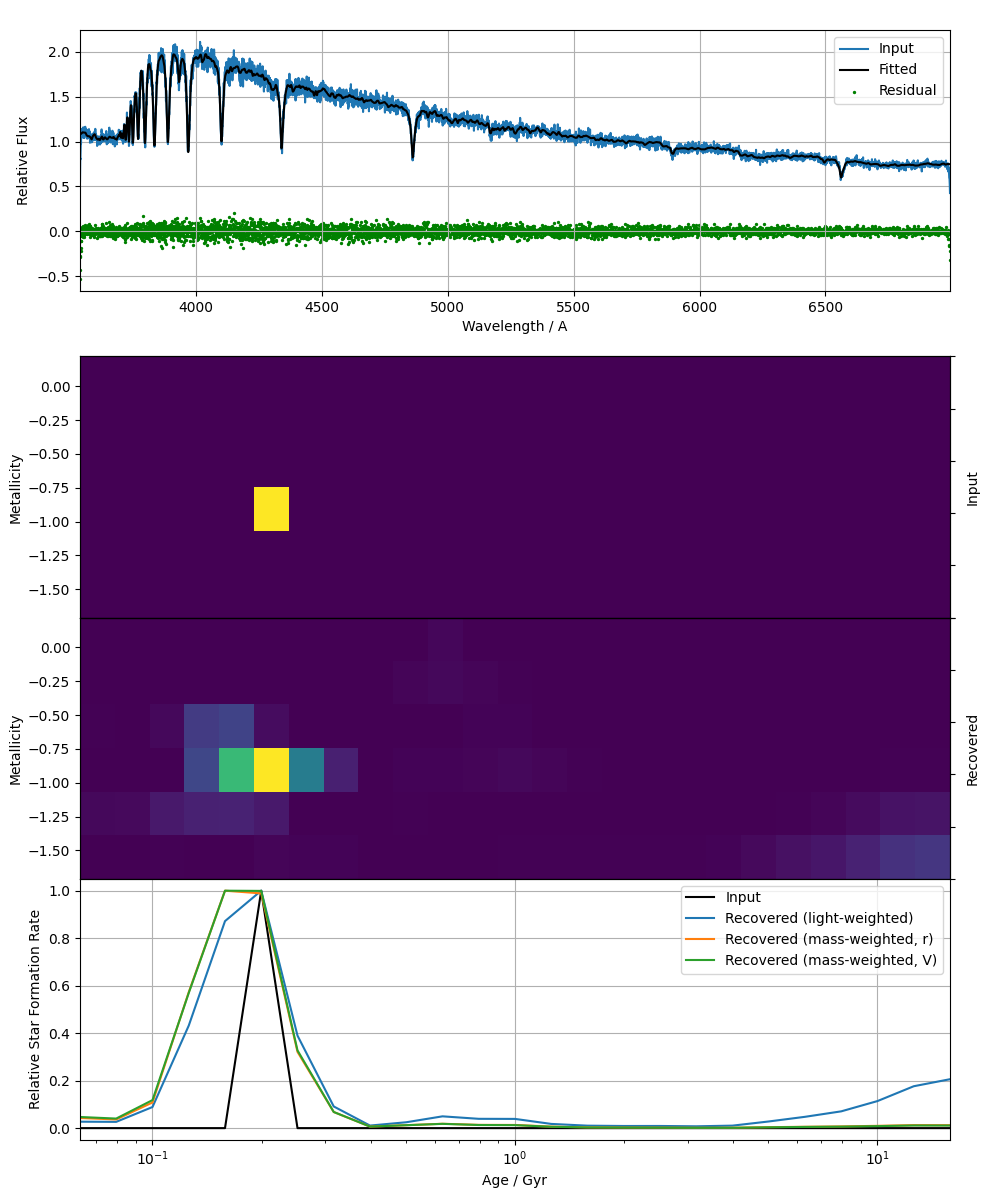 2.0
1.5
1.0
0.5
0.0
−0.5
Relative Flux
Input
Fitted
Residual
4000
4500
5000
5500
6000
6500
Wavelength / A
0.00
−0.25
−0.50
−0.75
−1.00
−1.25
−1.50
Metallicity
Input
0.00
−0.25
−0.50
−0.75
−1.00
−1.25
−1.50
Metallicity
Recovered
1.0
0.8
0.6
0.4
0.2
0.0
Relative Star Formation Rate
Input
Recovered (light-weighted)
Recovered (mass-weighted, r)
Recovered (mass-weighted, V)
10⁻¹
10⁰
10¹
Age / Gyr